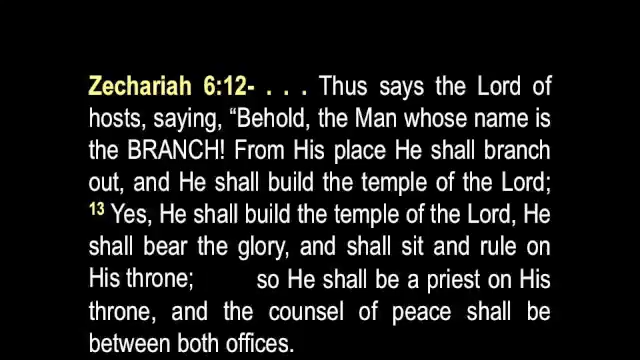 Zechariah 6:12- . . . Thus says the Lord of
hosts, saying, “Behold, the Man whose name is
the BRANCH! From His place He shall branch
out, and He shall build the temple of the Lord;
13 Yes, He shall build the temple of the Lord, He
shall bear the glory, and shall sit and rule on
His throne; so He shall be a priest on His
throne, and the counsel of peace shall be
between both offices.